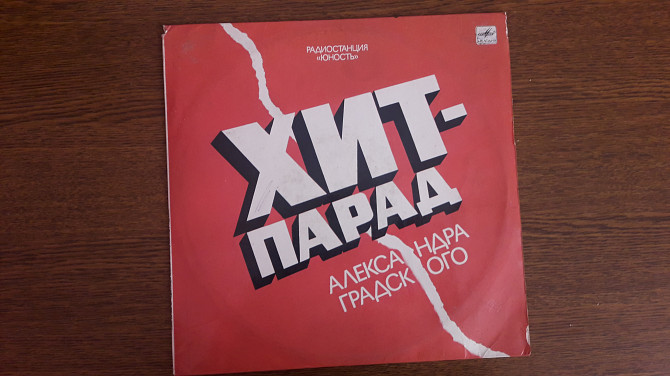 РАДИОСТАНЦИЯ
«ЮНОСТЬ»
ХИТ-
ПАРАД
АЛЕКСАНДРА
ГРАДСКОГО